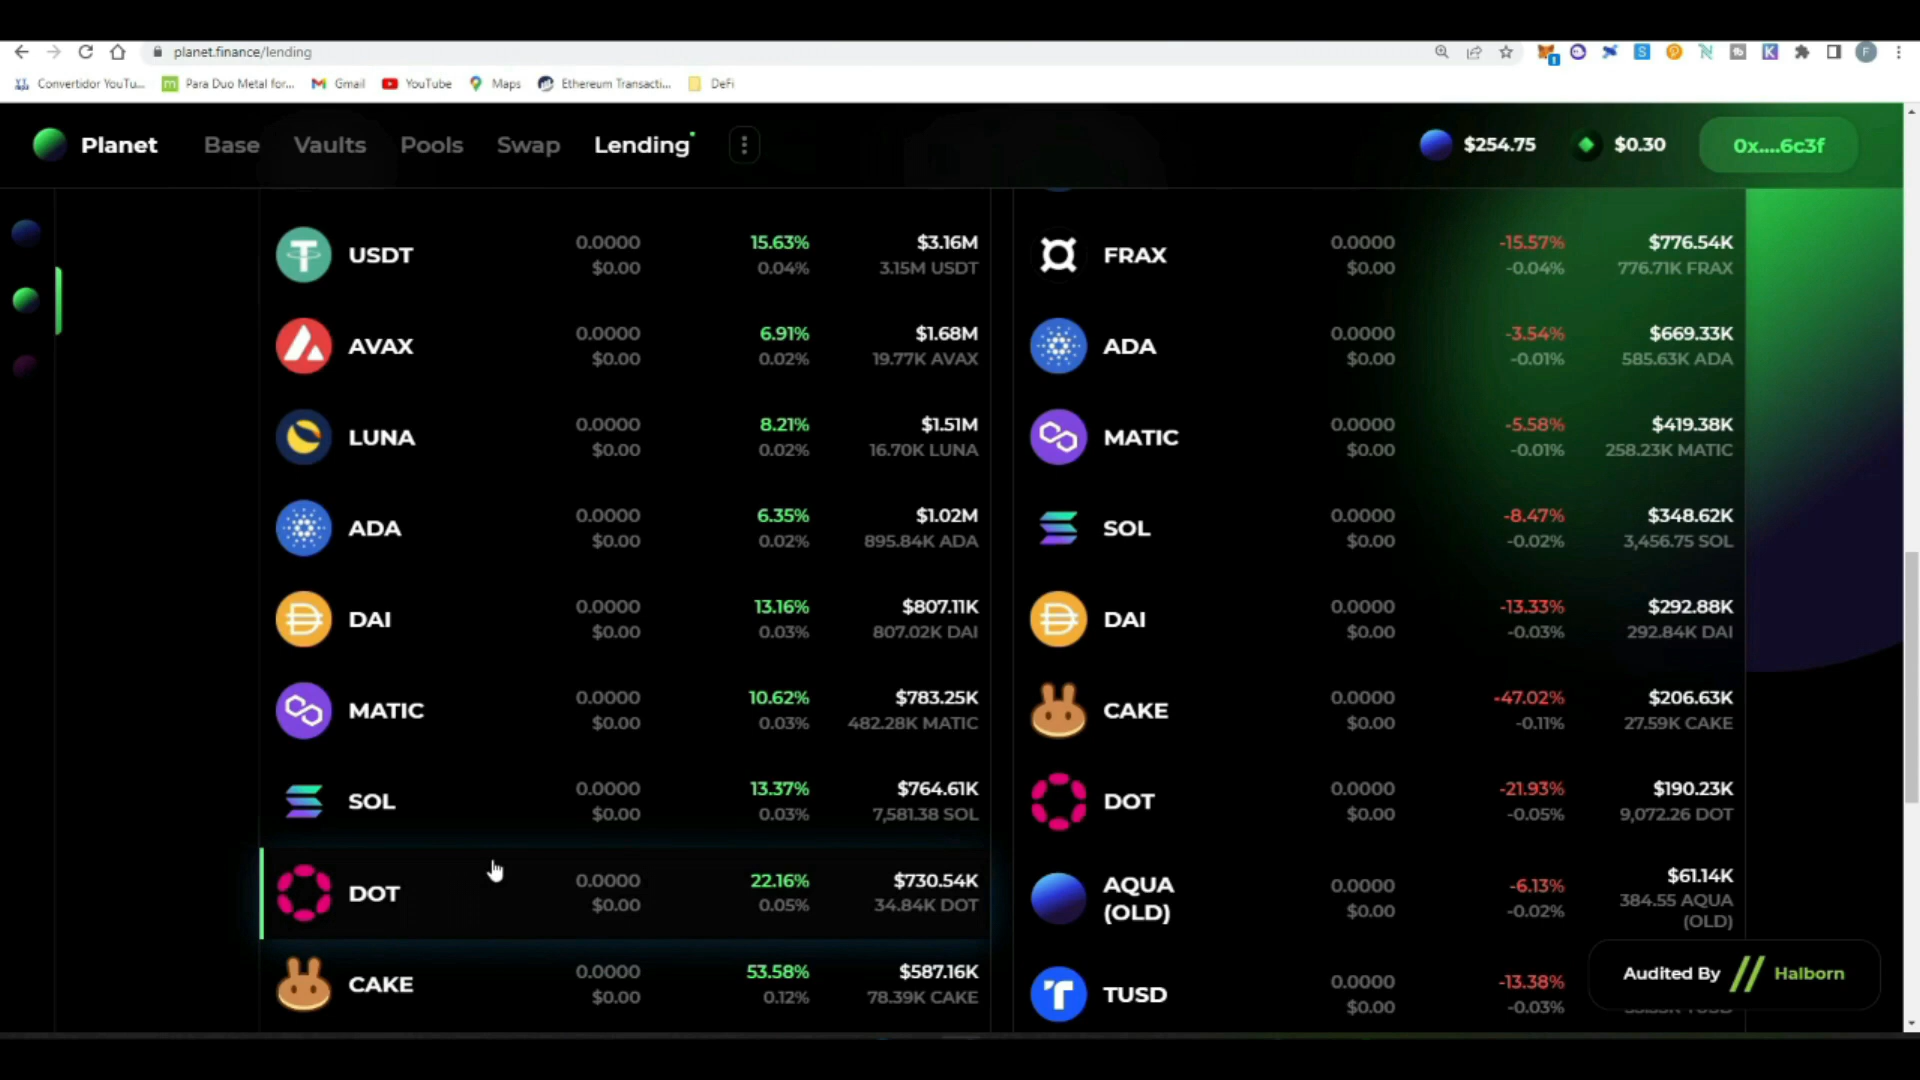 planet.finance/lending
Convertidor YouTu... Para Duo Metal for... Gmail YouTube Maps Ethereum Transacti... DeFi
Planet Base Vaults Pools Swap Lending $254.75 $0.30 0x....6c3f
USDT 0.0000 15.63% $3.16M
$0.00 0.04% 3.15M USDT
AVAX 0.0000 6.91% $1.68M
$0.00 0.02% 19.77K AVAX
LUNA 0.0000 8.21% $1.51M
$0.00 0.02% 16.70K LUNA
ADA 0.0000 6.35% $1.02M
$0.00 0.02% 895.84K ADA
DAI 0.0000 13.16% $807.11K
$0.00 0.03% 807.02K DAI
MATIC 0.0000 10.62% $783.25K
$0.00 0.03% 482.28K MATIC
SOL 0.0000 13.37% $764.61K
$0.00 0.03% 7,581.38 SOL
DOT 0.0000 22.16% $730.54K
$0.00 0.05% 34.84K DOT
CAKE 0.0000 53.58% $587.16K
$0.00 0.12% 78.39K CAKE
FRAX 0.0000 -15.57% $776.54K
$0.00 -0.04% 776.71K FRAX
ADA 0.0000 -3.54% $669.33K
$0.00 -0.01% 585.63K ADA
MATIC 0.0000 -5.58% $419.38K
$0.00 -0.01% 258.23K MATIC
SOL 0.0000 -8.47% $348.62K
$0.00 -0.02% 3,456.75 SOL
DAI 0.0000 -13.33% $292.88K
$0.00 -0.03% 292.84K DAI
CAKE 0.0000 -47.02% $206.63K
$0.00 -0.11% 27.59K CAKE
DOT 0.0000 -21.93% $190.23K
$0.00 -0.05% 9,072.26 DOT
AQUA 0.0000 -6.13% $61.14K
(OLD) $0.00 -0.02% 384.55 AQUA
(OLD)
TUSD 0.0000 -13.38%
$0.00 -0.03%
Audited By Halborn